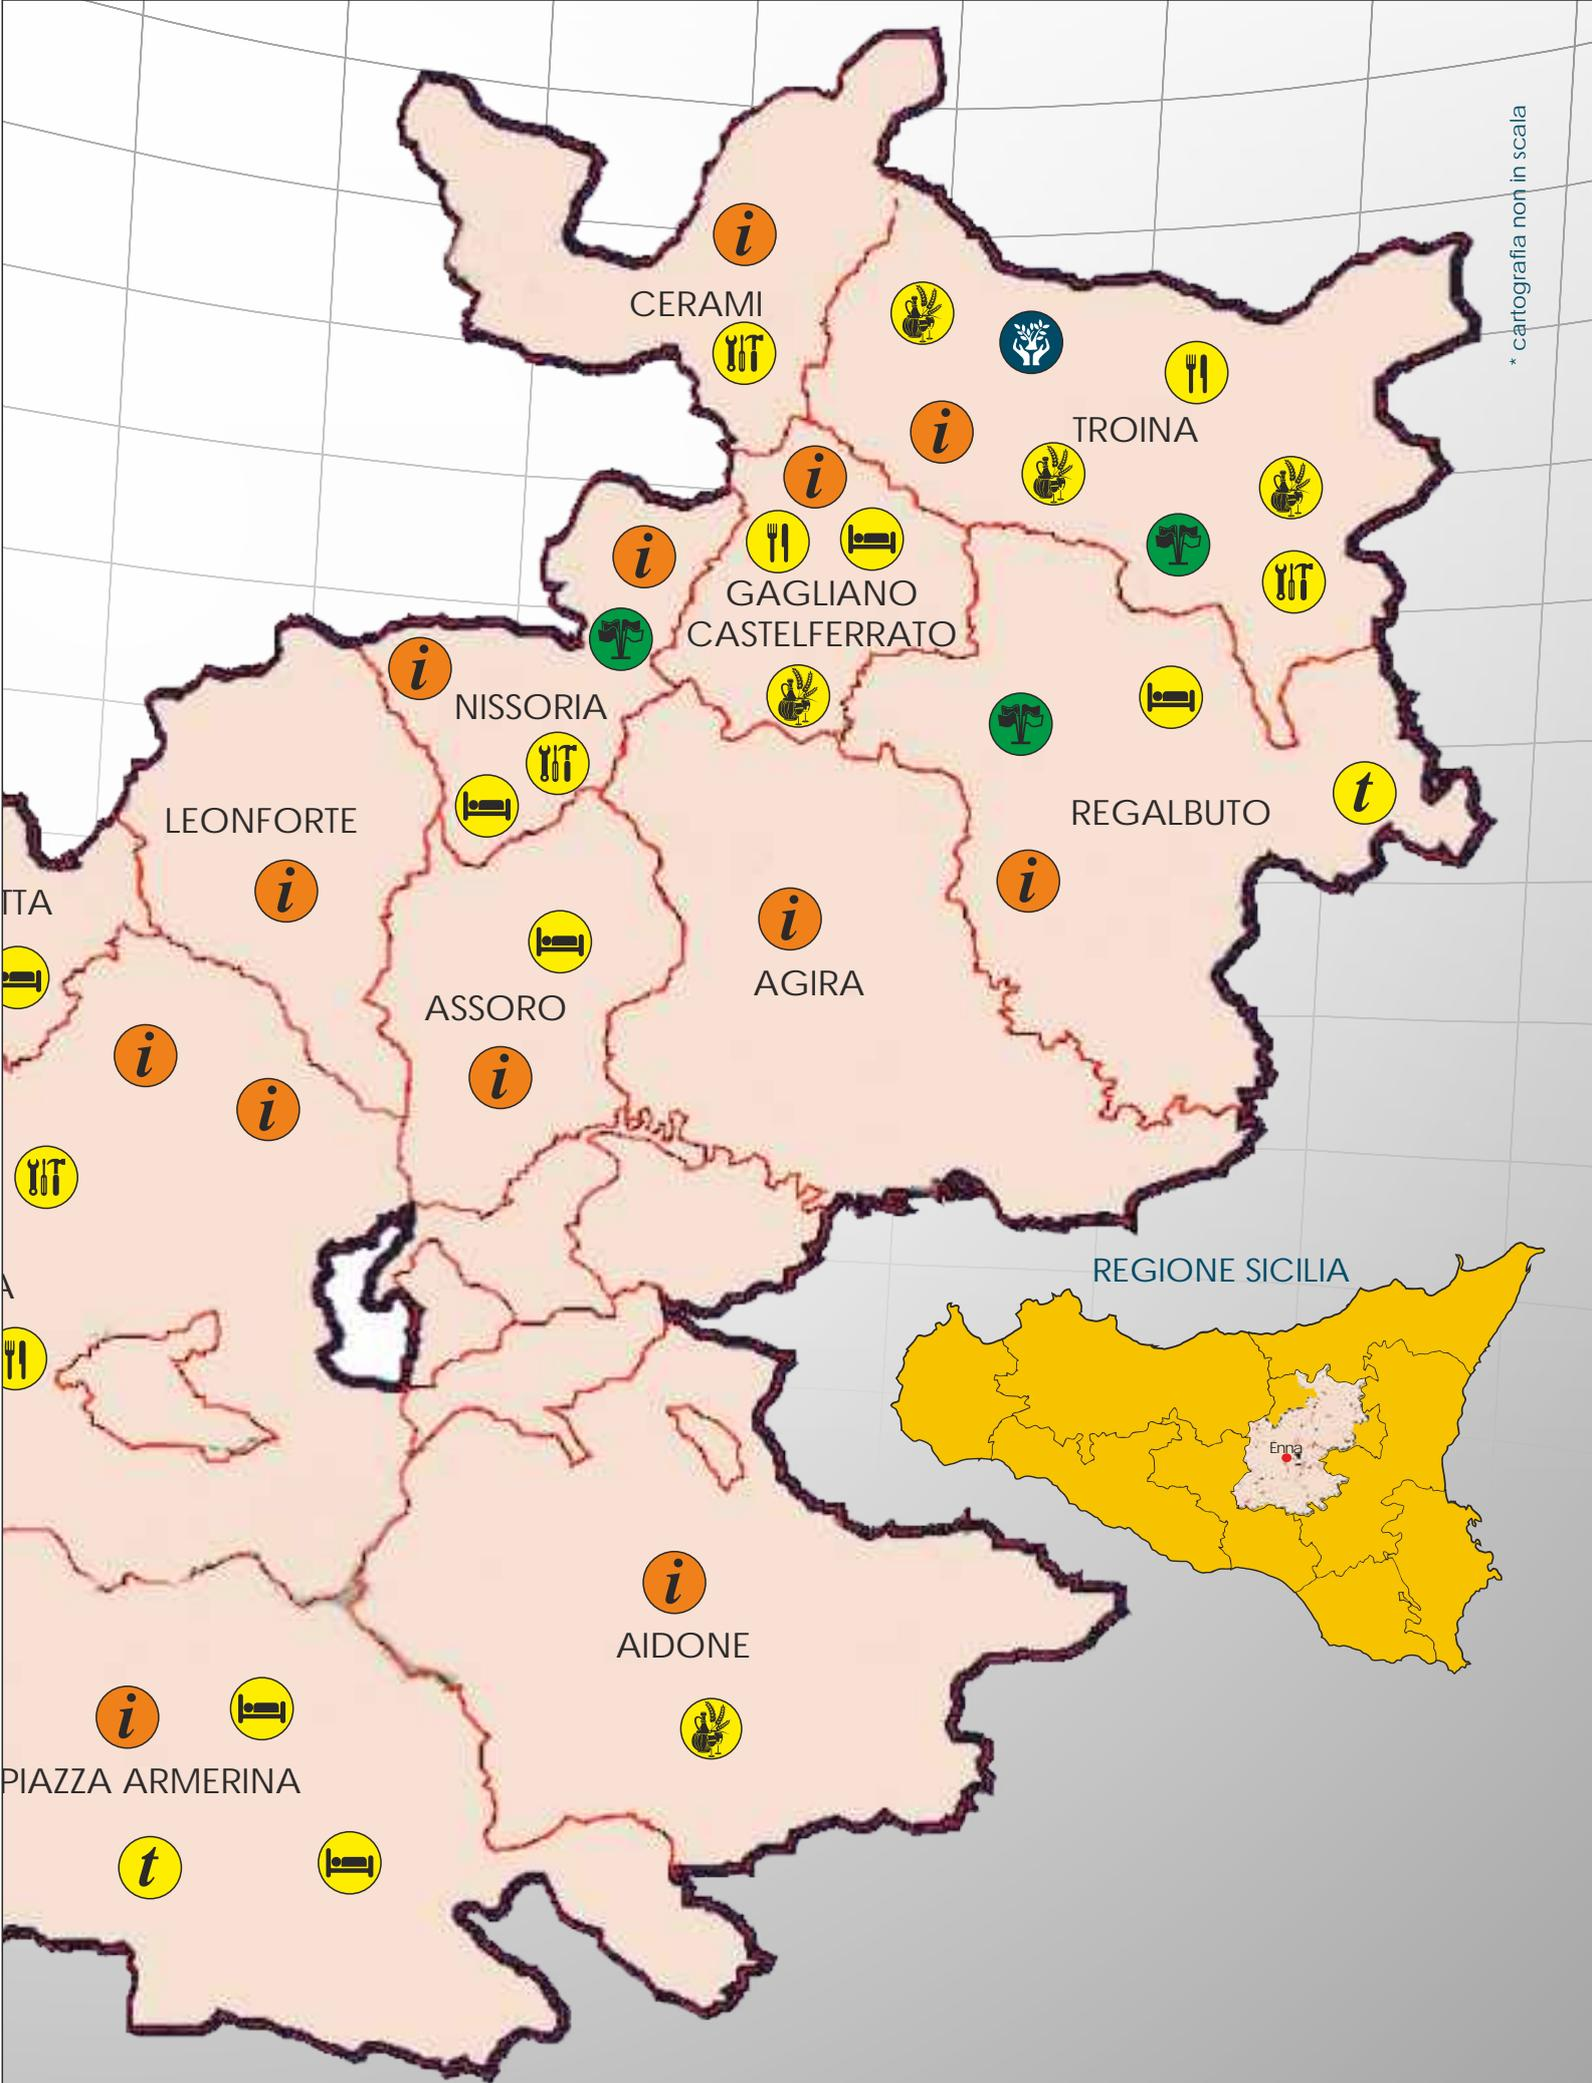 * cartografia non in scala
i
CERAMI
i
TROINA
i
i
GAGLIANO
CASTELFERRATO
i
NISSORIA
t
LEONFORTE
REGALBUTO
i
i
TTA
i
AGIRA
ASSORO
i
i
i
REGIONE SICILIA
A
Enna
i
AIDONE
i
PIAZZA ARMERINA
t